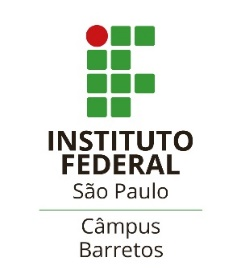 INSTITUTO
FEDERAL
São Paulo
Câmpus
Barretos